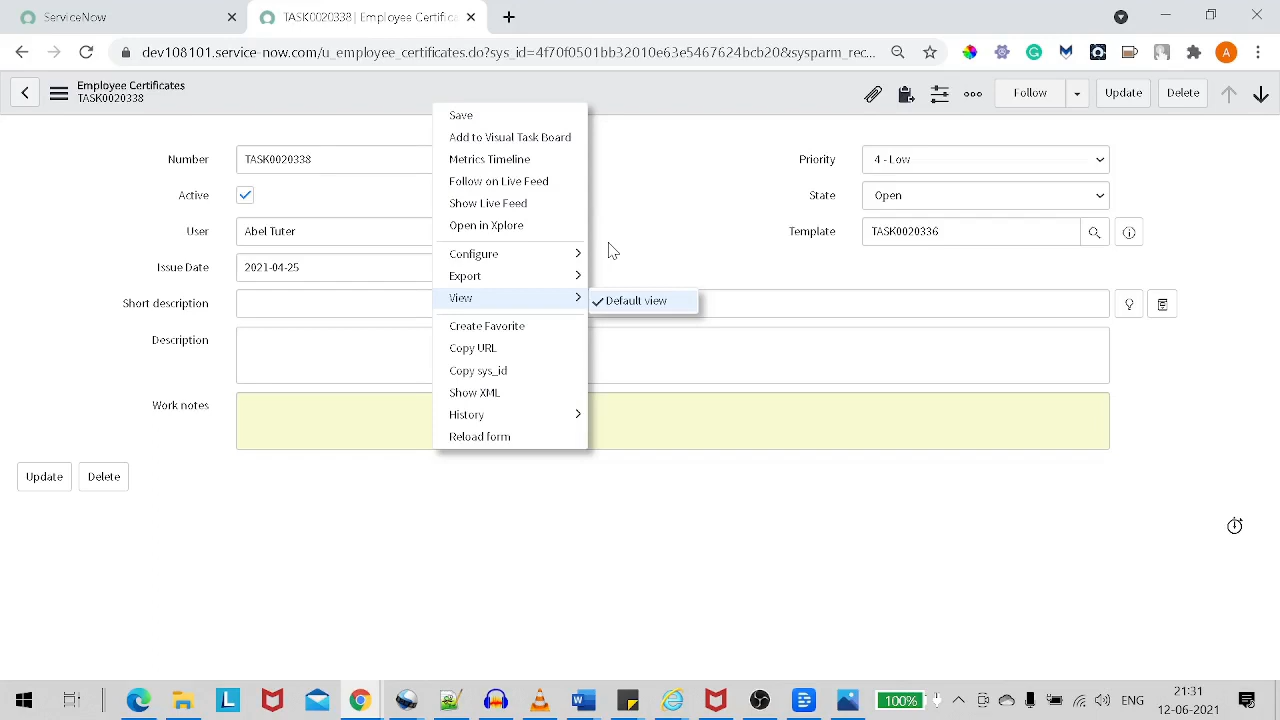 ServiceNow
TASK0020338 | Employee Certifica
dev108101.service-now.com/u_employee_certificates.do?sys_id=4f70f0501bb32010e63e5467624bcb20&sysparm_rec...
A
Employee Certificates
TASK0020338
Follow
Update
Delete
Number
TASK0020338
Active
User
Abel Tuter
Issue Date
2021-04-25
Short description
Description
Work notes
Priority
4 - Low
State
Open
Template
TASK0020336
Save
Add to Visual Task Board
Metrics Timeline
Follow on Live Feed
Show Live Feed
Open in Xplore
Configure
Export
View
Default view
Create Favorite
Copy URL
Copy sys_id
Show XML
History
Reload form
Update
Delete
L
W
100%
ENG
21:31
12-06-2021